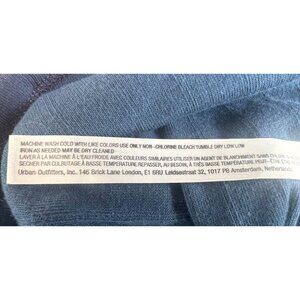 MACHINE WASH COLD WITH LIKE COLORS USE ONLY NON-CHLORINE BLEACH TUMBLE DRY LOW LOW
IRON AS NEEDED MAY BE DRY CLEANED
LAVER À LA MACHINE À L'EAU FROIDE AVEC COULEURS SIMILAIRES UTILISER UN AGENT DE BLANCHIMENT SANS
SÉCHER PAR CULBUTAGE À BASSE TEMPÉRATURE REPASSER, AU BESOIN, À TRÈS BASSE TEMPÉRATURE PEUT-ÊTRE
Urban Outfitters, Inc. 146 Brick Lane London, E1 6RU Leidsestraat 32, 1017 PB Amsterdam, Netherlands